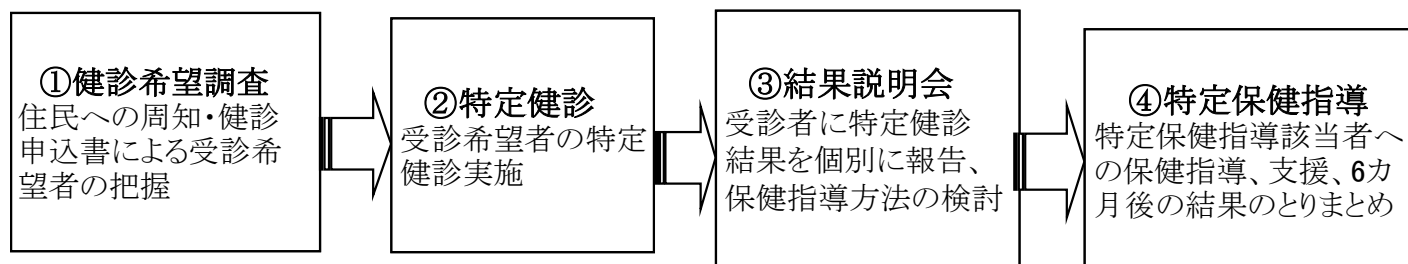 ①健診希望調査
住民への周知・健診
申込書による受診希
望者の把握
②特定健診
受診希望者の特定
健診実施
③結果説明会
受診者に特定健診
結果を個別に報告、
保健指導方法の検討
④特定保健指導
特定保健指導該当者へ
の保健指導、支援、6カ
月後の結果のとりまとめ